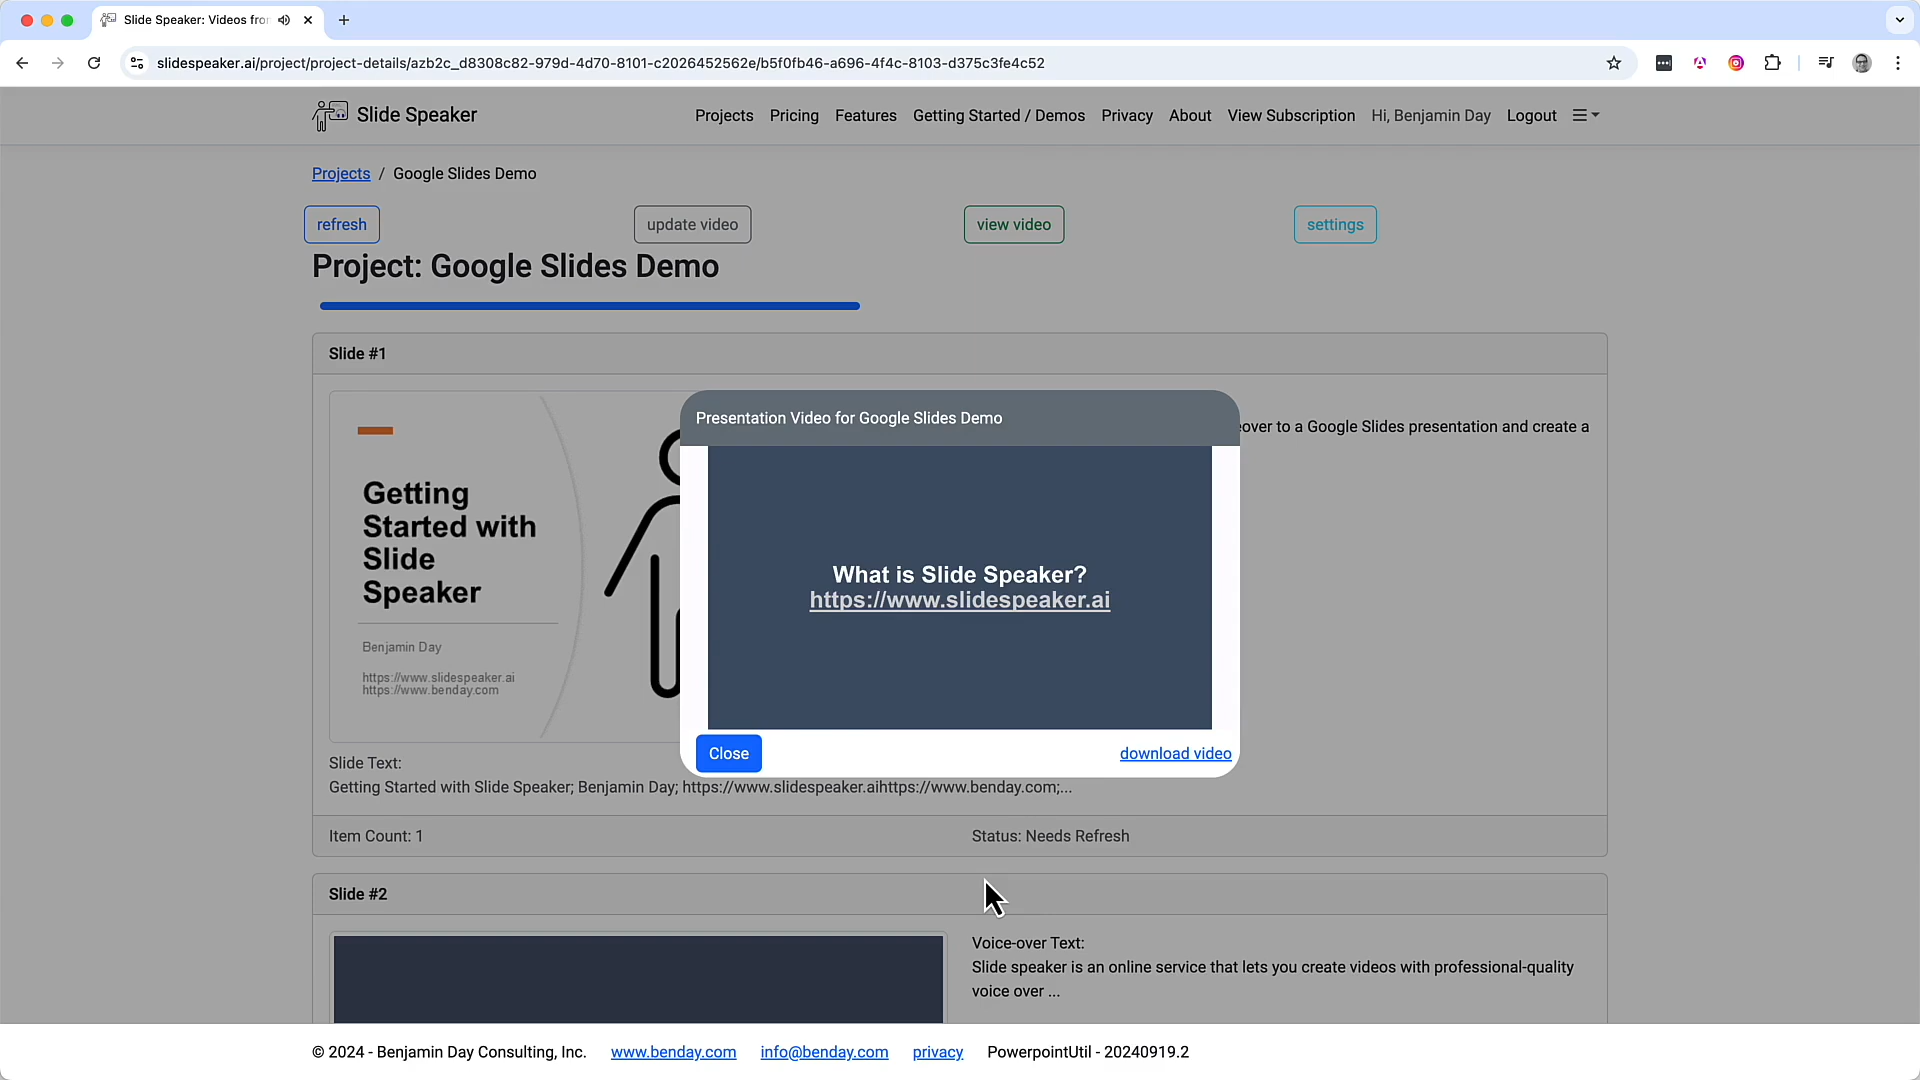 Slide Speaker: Videos from
slidespeaker.ai/project/project-details/azb2c_d8308c82-979d-4d70-8101-c2026452562e/b5f0fb46-a696-4f4c-8103-d375c3fe4c52
Slide Speaker
Projects Pricing Features Getting Started / Demos Privacy About View Subscription Hi, Benjamin Day Logout
Projects / Google Slides Demo
refresh update video view video settings
Project: Google Slides Demo
Slide #1
Getting
Started with
Slide
Speaker
Benjamin Day
https://www.slidespeaker.ai
https://www.benday.com
eover to a Google Slides presentation and create a
Presentation Video for Google Slides Demo
What is Slide Speaker?
https://www.slidespeaker.ai
Close download video
Slide Text:
Getting Started with Slide Speaker; Benjamin Day; https://www.slidespeaker.aihttps://www.benday.com;...
Item Count: 1 Status: Needs Refresh
Slide #2
Voice-over Text:
Slide speaker is an online service that lets you create videos with professional-quality
voice over ...
© 2024 - Benjamin Day Consulting, Inc. www.benday.com info@benday.com privacy PowerpointUtil - 20240919.2